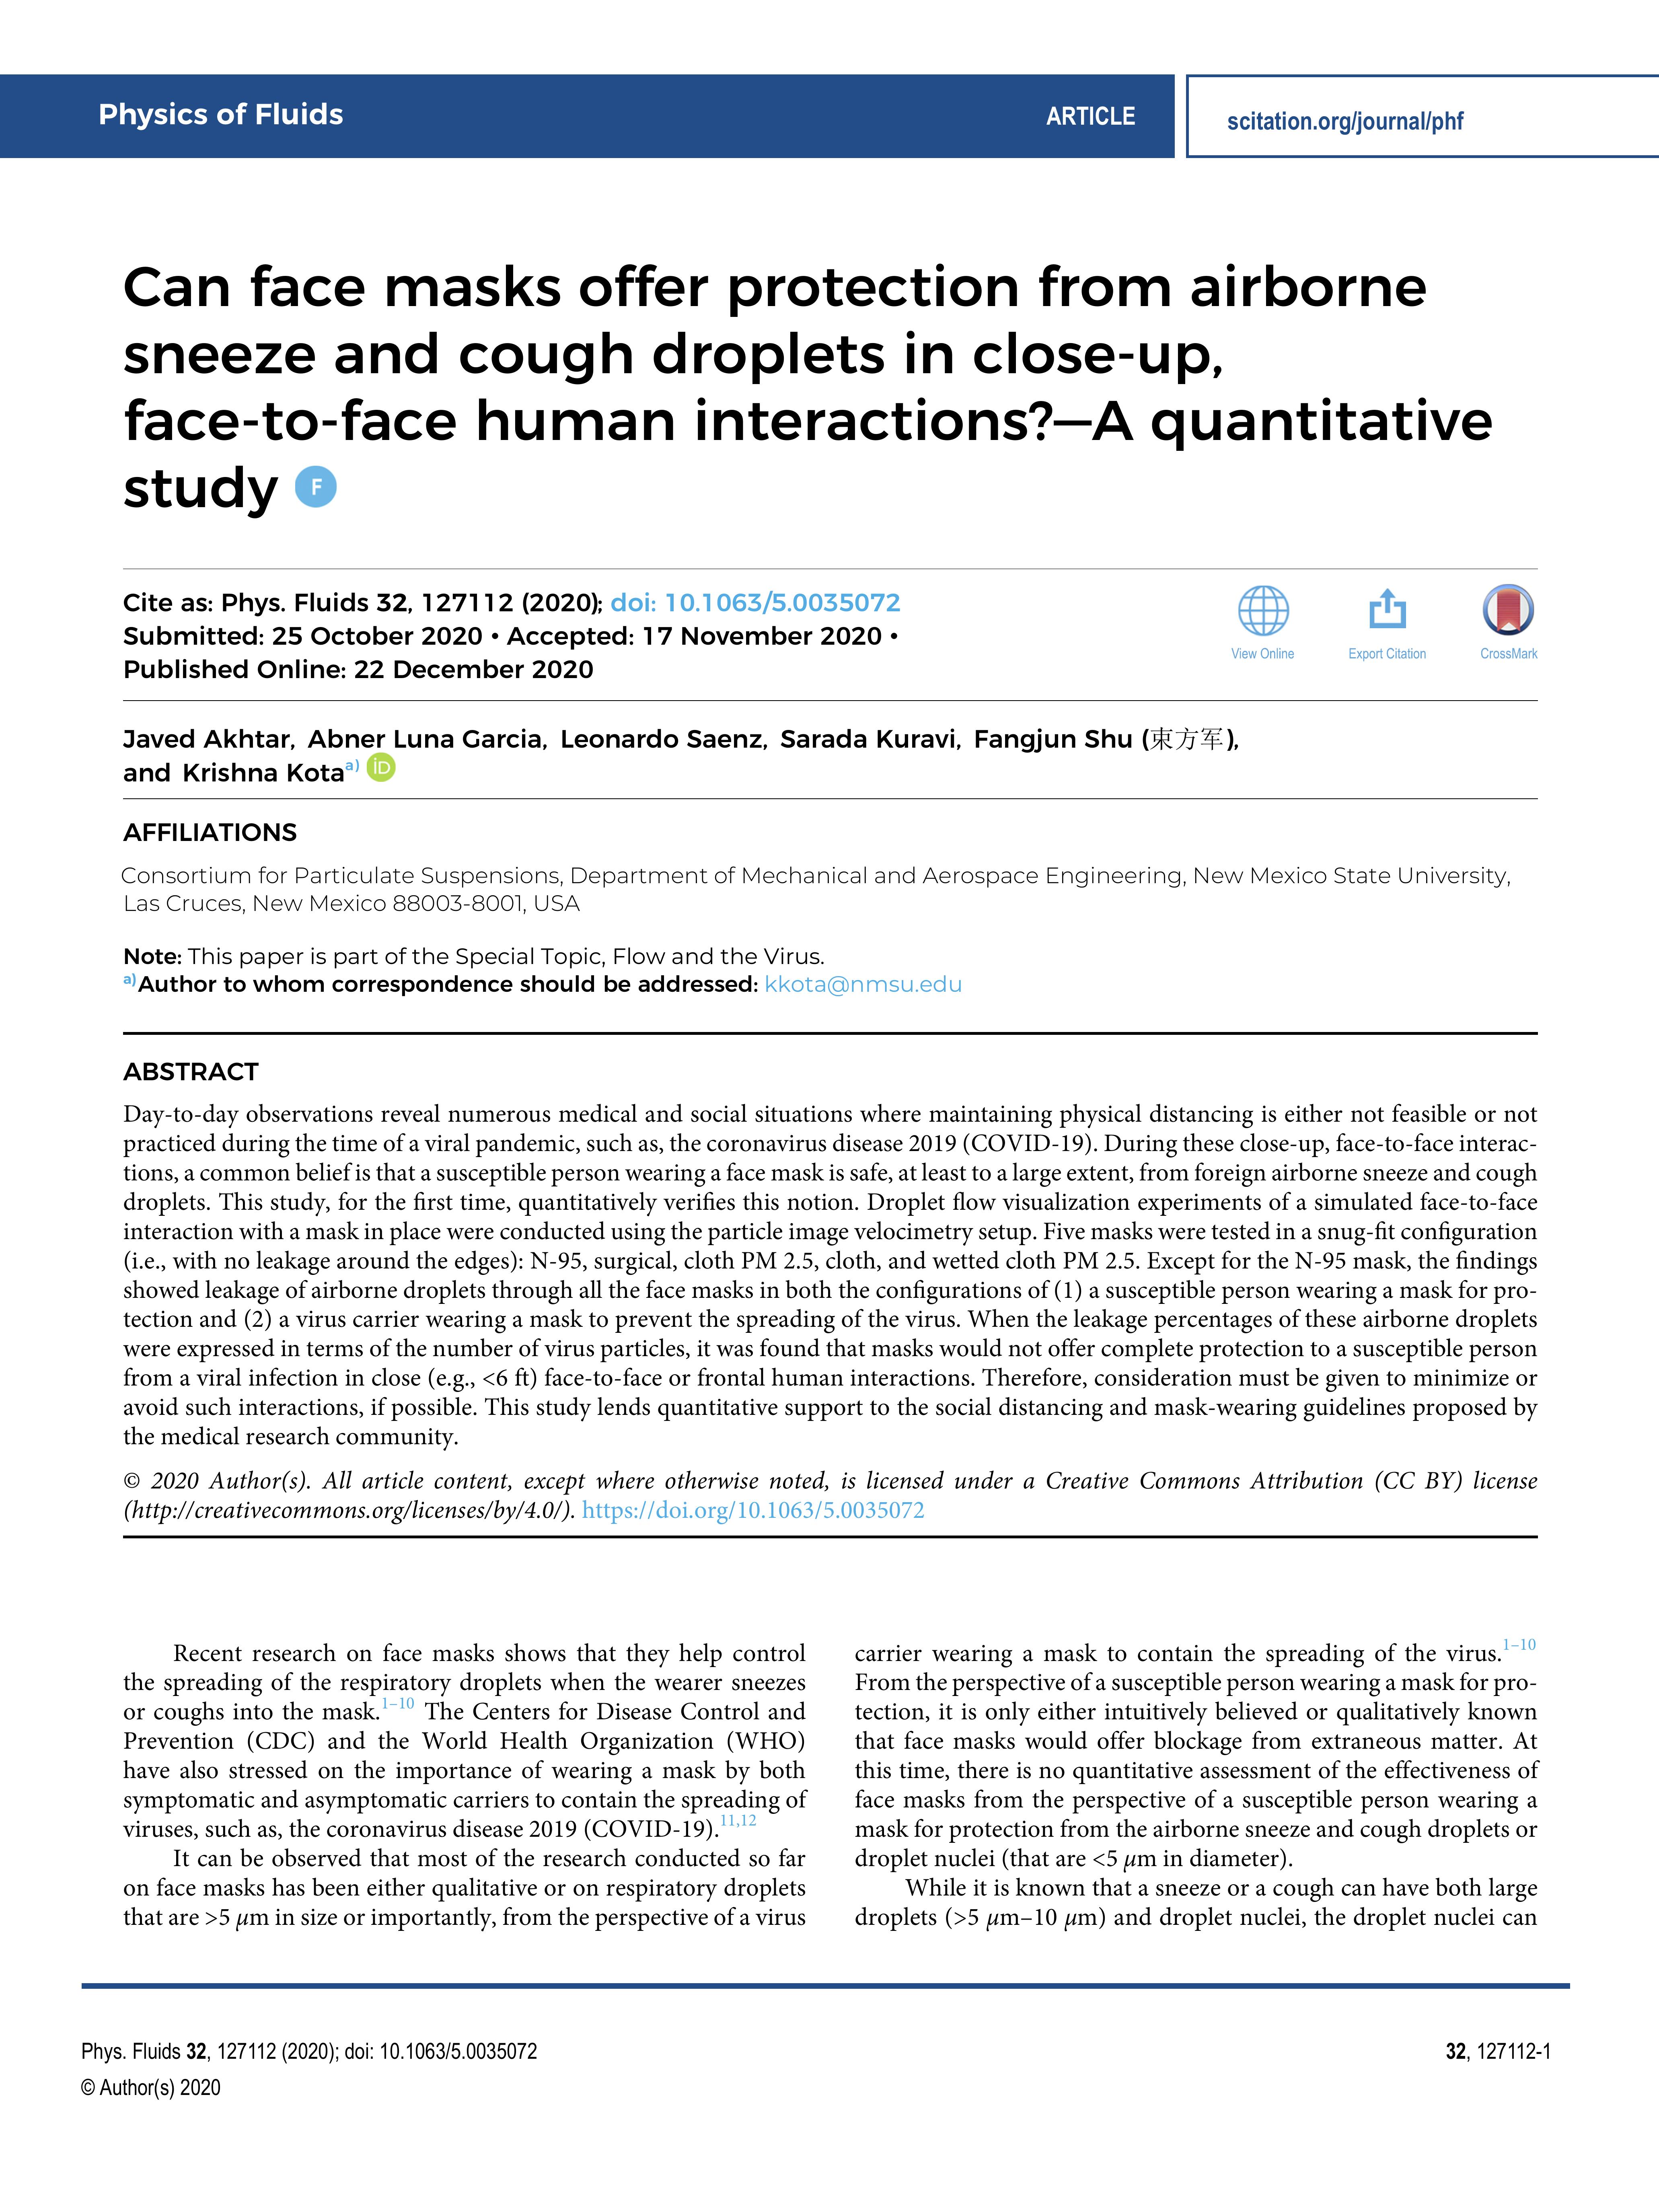 Physics of Fluids
ARTICLE
scitation.org/journal/phf
Can face masks offer protection from airborne
sneeze and cough droplets in close-up,
face-to-face human interactions?—A quantitative
study F
Cite as: Phys. Fluids 32, 127112 (2020); doi: 10.1063/5.0035072
Submitted: 25 October 2020 • Accepted: 17 November 2020 •
Published Online: 22 December 2020
View Online
Export Citation
CrossMark
Javed Akhtar, Abner Luna Garcia, Leonardo Saenz, Sarada Kuravi, Fangjun Shu (束方军),
and Krishna Kota a) iD
AFFILIATIONS
Consortium for Particulate Suspensions, Department of Mechanical and Aerospace Engineering, New Mexico State University,
Las Cruces, New Mexico 88003-8001, USA
Note: This paper is part of the Special Topic, Flow and the Virus.
a) Author to whom correspondence should be addressed: kkota@nmsu.edu
ABSTRACT
Day-to-day observations reveal numerous medical and social situations where maintaining physical distancing is either not feasible or not
practiced during the time of a viral pandemic, such as, the coronavirus disease 2019 (COVID-19). During these close-up, face-to-face interac-
tions, a common belief is that a susceptible person wearing a face mask is safe, at least to a large extent, from foreign airborne sneeze and cough
droplets. This study, for the first time, quantitatively verifies this notion. Droplet flow visualization experiments of a simulated face-to-face
interaction with a mask in place were conducted using the particle image velocimetry setup. Five masks were tested in a snug-fit configuration
(i.e., with no leakage around the edges): N-95, surgical, cloth PM 2.5, cloth, and wetted cloth PM 2.5. Except for the N-95 mask, the findings
showed leakage of airborne droplets through all the face masks in both the configurations of (1) a susceptible person wearing a mask for pro-
tection and (2) a virus carrier wearing a mask to prevent the spreading of the virus. When the leakage percentages of these airborne droplets
were expressed in terms of the number of virus particles, it was found that masks would not offer complete protection to a susceptible person
from a viral infection in close (e.g., <6 ft) face-to-face or frontal human interactions. Therefore, consideration must be given to minimize or
avoid such interactions, if possible. This study lends quantitative support to the social distancing and mask-wearing guidelines proposed by
the medical research community.
© 2020 Author(s). All article content, except where otherwise noted, is licensed under a Creative Commons Attribution (CC BY) license
(http://creativecommons.org/licenses/by/4.0/). https://doi.org/10.1063/5.0035072
Recent research on face masks shows that they help control
the spreading of the respiratory droplets when the wearer sneezes
or coughs into the mask.1–10 The Centers for Disease Control and
Prevention (CDC) and the World Health Organization (WHO)
have also stressed on the importance of wearing a mask by both
symptomatic and asymptomatic carriers to contain the spreading of
viruses, such as, the coronavirus disease 2019 (COVID-19).11,12
It can be observed that most of the research conducted so far
on face masks has been either qualitative or on respiratory droplets
that are >5 μm in size or importantly, from the perspective of a virus
carrier wearing a mask to contain the spreading of the virus.1–10
From the perspective of a susceptible person wearing a mask for pro-
tection, it is only either intuitively believed or qualitatively known
that face masks would offer blockage from extraneous matter. At
this time, there is no quantitative assessment of the effectiveness of
face masks from the perspective of a susceptible person wearing a
mask for protection from the airborne sneeze and cough droplets or
droplet nuclei (that are <5 μm in diameter).
While it is known that a sneeze or a cough can have both large
droplets (>5 μm–10 μm) and droplet nuclei, the droplet nuclei can
Phys. Fluids 32, 127112 (2020); doi: 10.1063/5.0035072
32, 127112-1
© Author(s) 2020